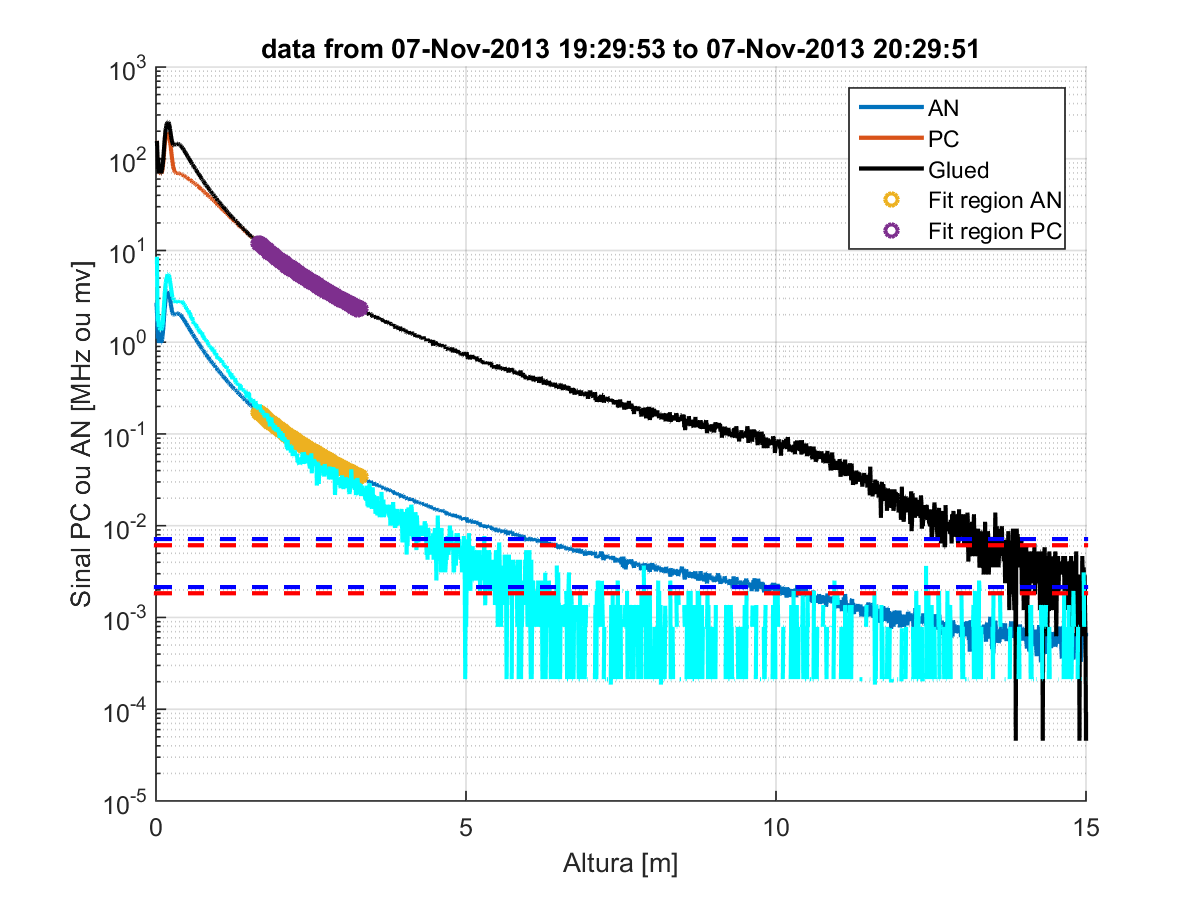 data from 07-Nov-2013 19:29:53 to 07-Nov-2013 20:29:51
Sinal PC ou AN [MHz ou mv]
10^3
10^2
10^1
10^0
10^-1
10^-2
10^-3
10^-4
10^-5
AN
PC
Glued
Fit region AN
Fit region PC
0
5
10
15
Altura [m]